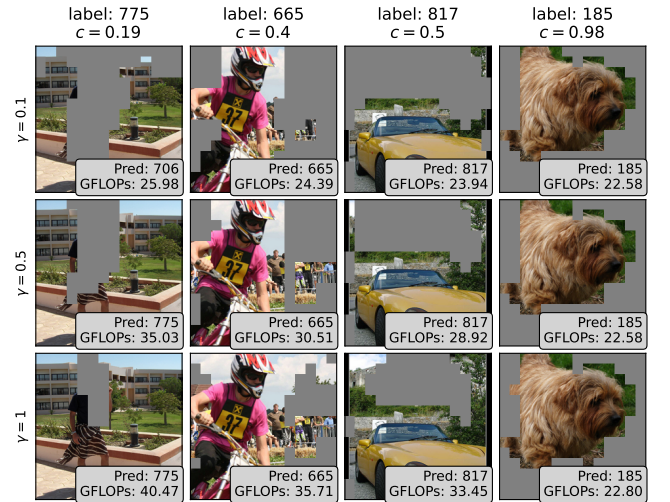 label: 775
c = 0.19
label: 665
c = 0.4
label: 817
c = 0.5
label: 185
c = 0.98
γ = 0.1
Pred: 706
GFLOPs: 25.98
37
Pred: 665
GFLOPs: 24.39
Pred: 817
GFLOPs: 23.94
Pred: 185
GFLOPs: 22.58
γ = 0.5
Pred: 775
GFLOPs: 35.03
37
Pred: 665
GFLOPs: 30.51
Pred: 817
GFLOPs: 28.92
Pred: 185
GFLOPs: 22.58
γ = 1
Pred: 775
GFLOPs: 40.47
37
Pred: 665
GFLOPs: 35.71
Pred: 817
GFLOPs: 33.45
Pred: 185
GFLOPs: 22.80